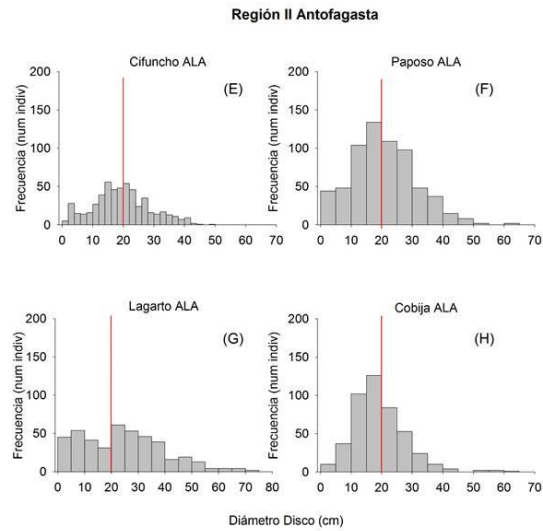 Región II Antofagasta
Cifuncho ALA
(E)
Frecuencia (num indiv)
200
150
100
50
0
0 10 20 30 40 50 60 70
Paposo ALA
(F)
Frecuencia (num indiv)
200
150
100
50
0
0 10 20 30 40 50 60 70
Lagarto ALA
(G)
Frecuencia (num indiv)
200
150
100
50
0
0 10 20 30 40 50 60 70 80
Cobija ALA
(H)
Frecuencia (num indiv)
200
150
100
50
0
0 10 20 30 40 50 60 70
Diámetro Disco (cm)